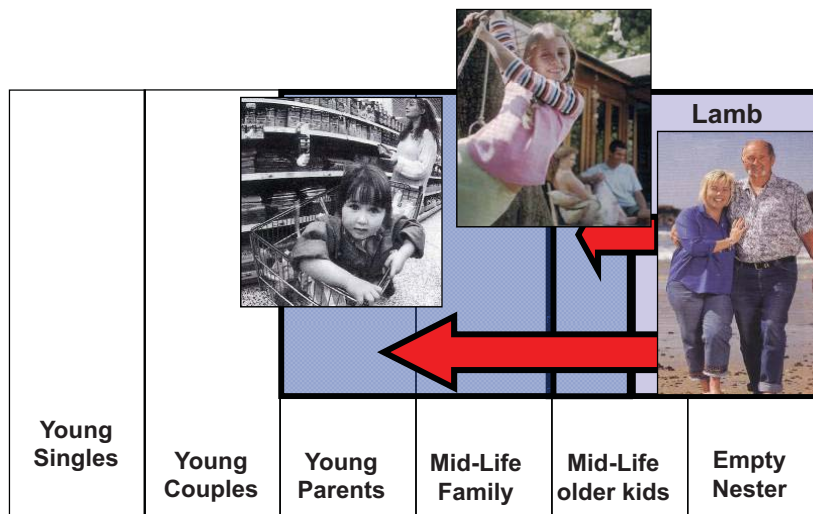 Lamb
Young
Singles
Young
Couples
Young
Parents
Mid-Life
Family
Mid-Life
older kids
Empty
Nester